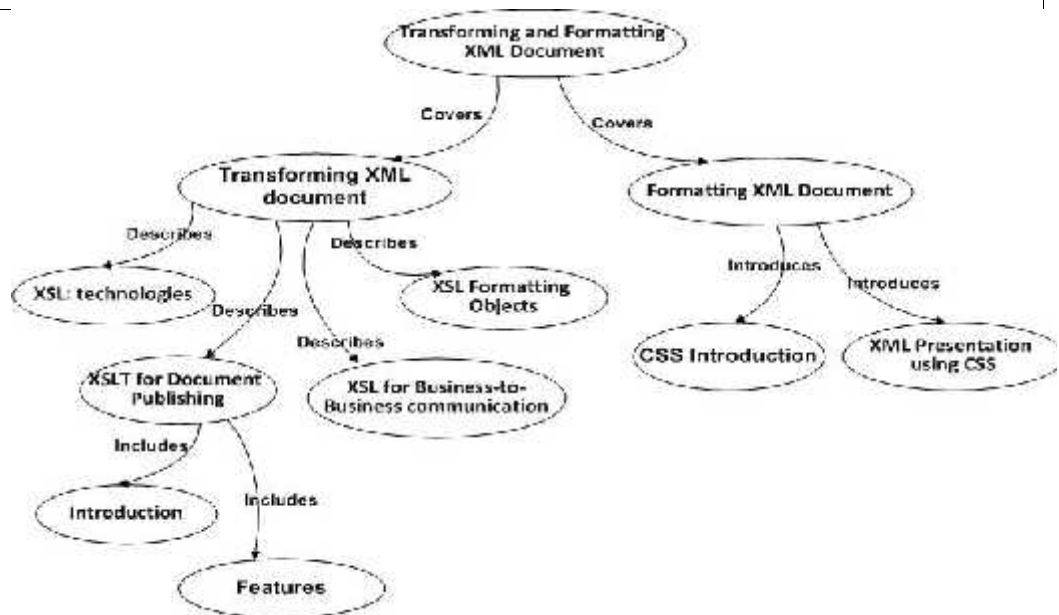 Transforming and Formatting
XML Document
Covers
Covers
Transforming XML
document
Formatting XML Document
Describes
Describes
Introduces
Introduces
XSL: technologies
XSL Formatting
Objects
Describes
Describes
CSS Introduction
XML Presentation
using CSS
XSLT for Document
Publishing
XSL for Business-to-
Business communication
Includes
Includes
Introduction
Features